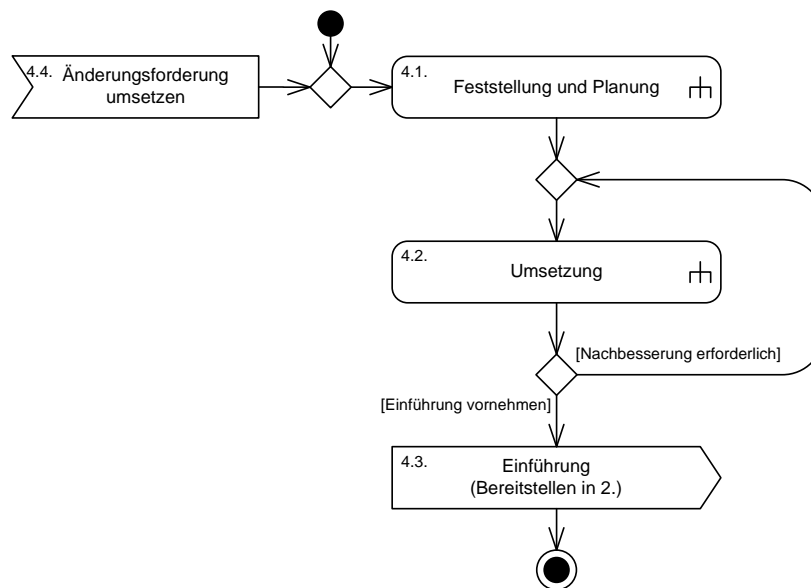 4.4. Änderungsforderung
umsetzen
4.1.
Feststellung und Planung
4.2.
Umsetzung
[Nachbesserung erforderlich]
[Einführung vornehmen]
4.3.
Einführung
(Bereitstellen in 2.)